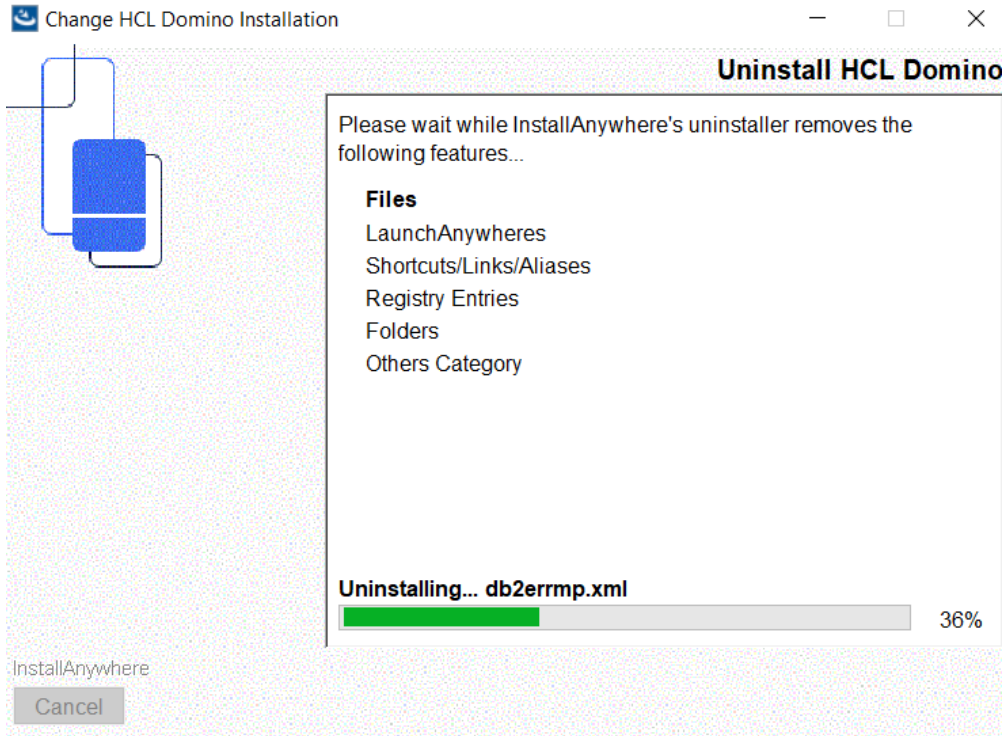 Change HCL Domino Installation
Uninstall HCL Domino
Please wait while InstallAnywhere's uninstaller removes the
following features...
Files
LaunchAnywheres
Shortcuts/Links/Aliases
Registry Entries
Folders
Others Category
Uninstalling... db2errmp.xml
36%
InstallAnywhere
Cancel